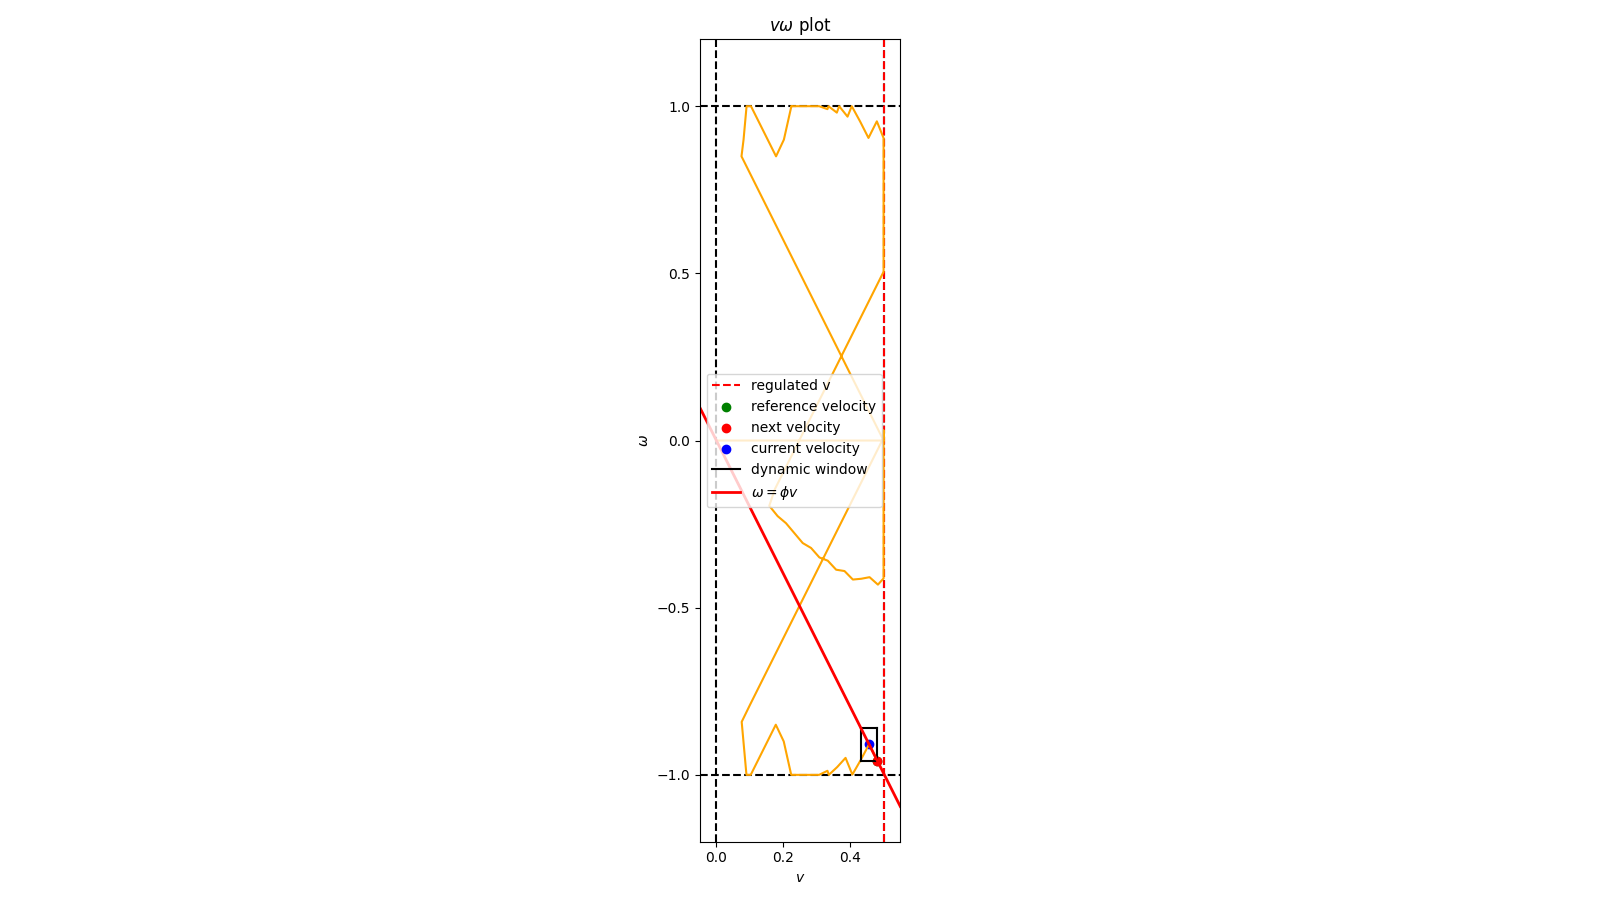 vω plot
1.0
0.5
0.0
−0.5
−1.0
ω
regulated v
reference velocity
next velocity
current velocity
dynamic window
ω = ϕv
0.0 0.2 0.4
v